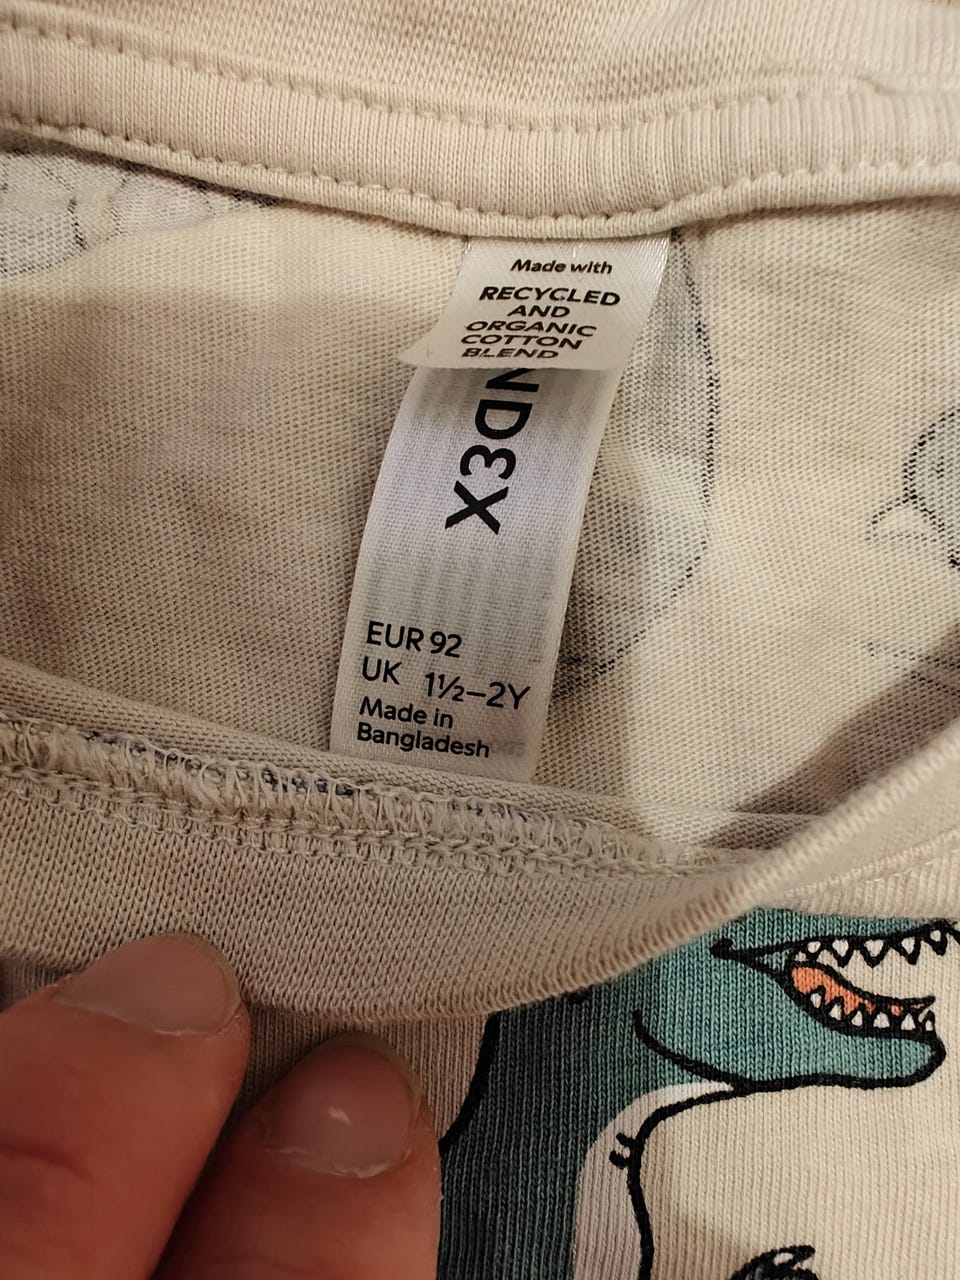 Made with
RECYCLED
AND
ORGANIC
COTTON
BLEND
NDEX
EUR 92
UK 1½–2Y
Made in
Bangladesh